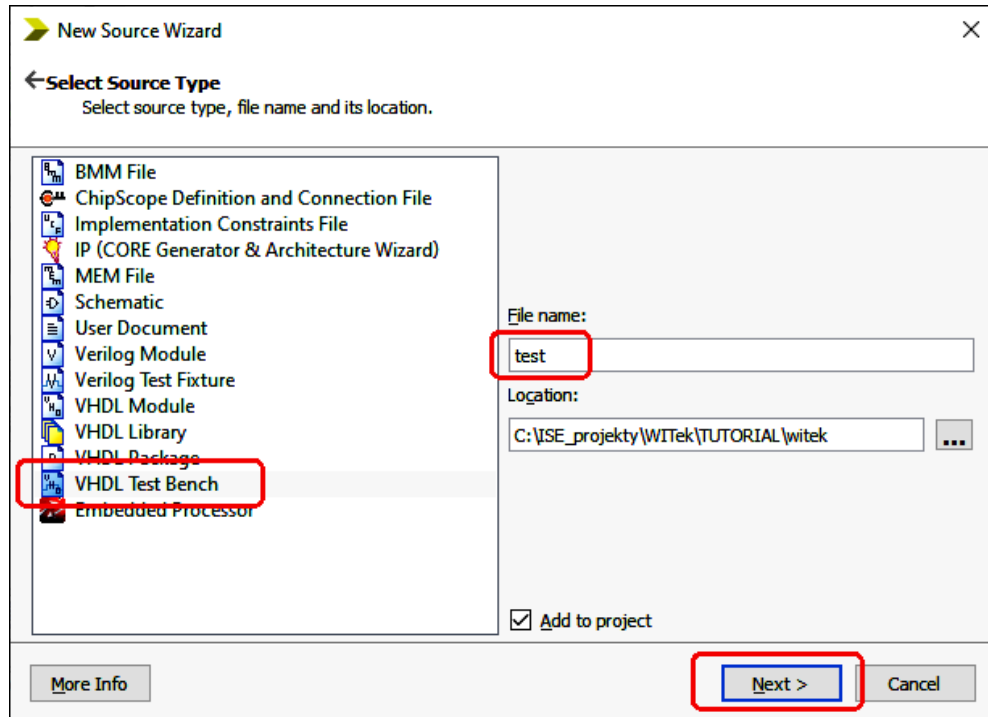 New Source Wizard
Select Source Type
Select source type, file name and its location.
BMM File
ChipScope Definition and Connection File
Implementation Constraints File
IP (CORE Generator & Architecture Wizard)
MEM File
Schematic
User Document
Verilog Module
Verilog Test Fixture
VHDL Module
VHDL Library
VHDL Package
VHDL Test Bench
Embedded Processor
File name:
test
Location:
C:\ISE_projekty\WITek\TUTORIAL\witek
...
Add to project
More Info
Next >
Cancel